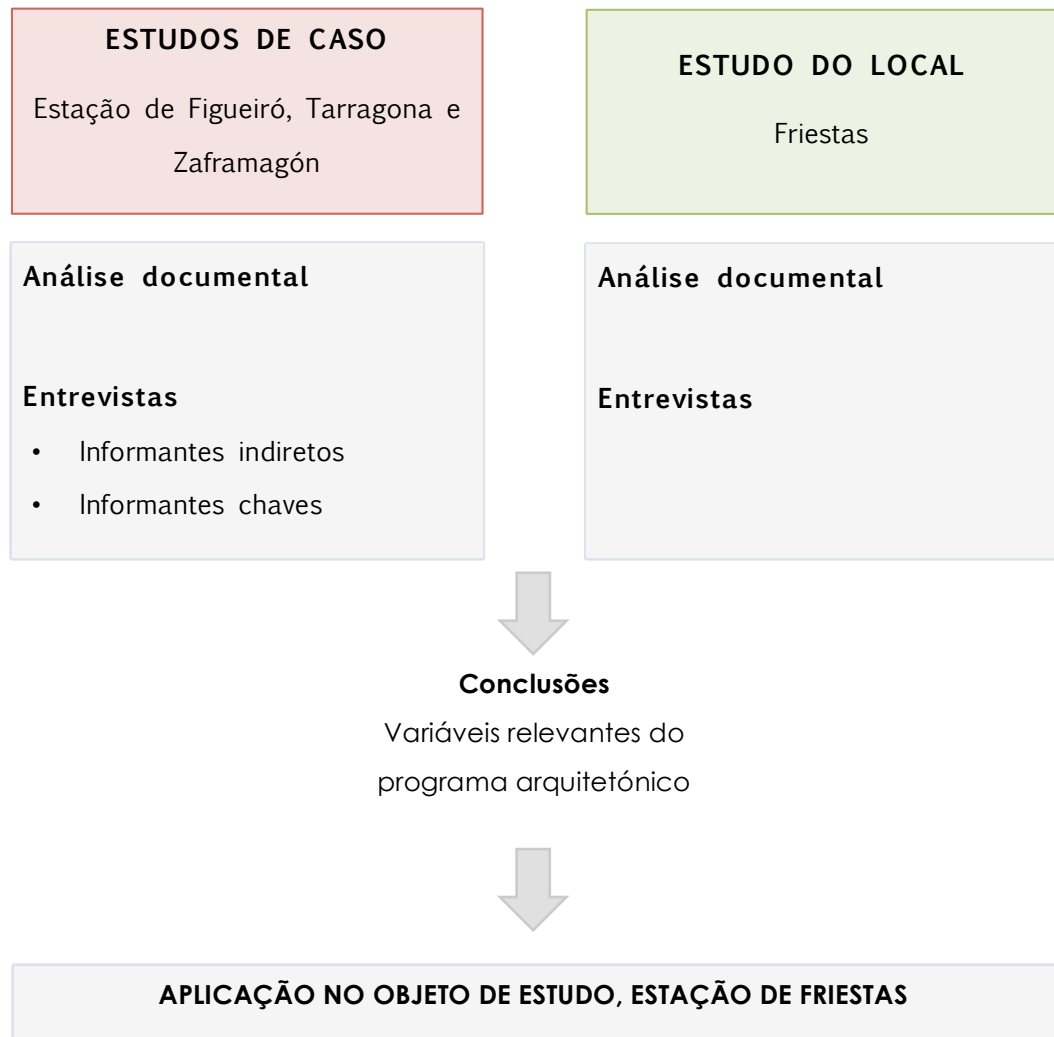 ESTUDOS DE CASO
Estação de Figueiró, Tarragona e
Zaframagón
ESTUDO DO LOCAL
Friestas
Análise documental
Entrevistas
• Informantes indiretos
• Informantes chaves
Análise documental
Entrevistas
Conclusões
Variáveis relevantes do
programa arquitetónico
APLICAÇÃO NO OBJETO DE ESTUDO, ESTAÇÃO DE FRIESTAS